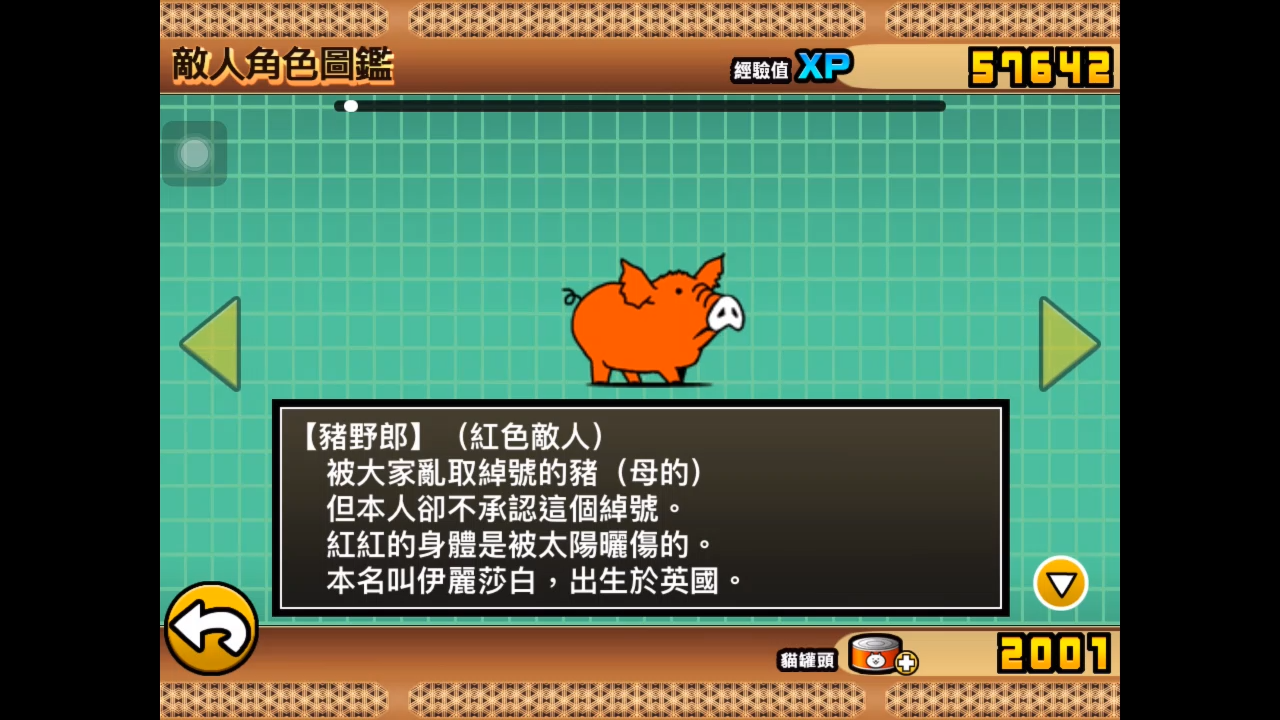 敵人角色圖鑑
經驗值 XP 57642
【豬野郎】（紅色敵人）
被大家亂取綽號的豬（母的）
但本人卻不承認這個綽號。
紅紅的身體是被太陽曬傷的。
本名叫伊麗莎白，出生於英國。
貓罐頭 2001